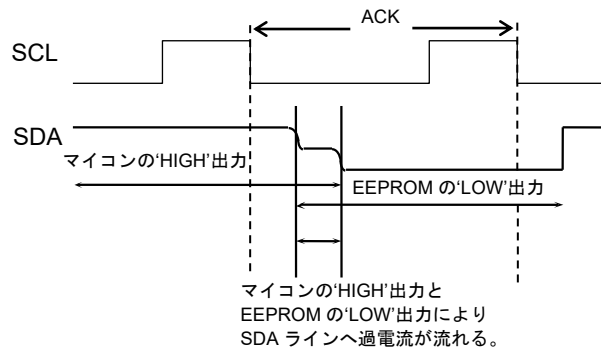 ACK
SCL
SDA
マイコンの‘HIGH’出力
EEPROM の‘LOW’出力
マイコンの‘HIGH’出力と
EEPROM の‘LOW’出力により
SDA ラインへ過電流が流れる。